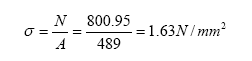 σ = N/A = 800.95/489 = 1.63N/mm²